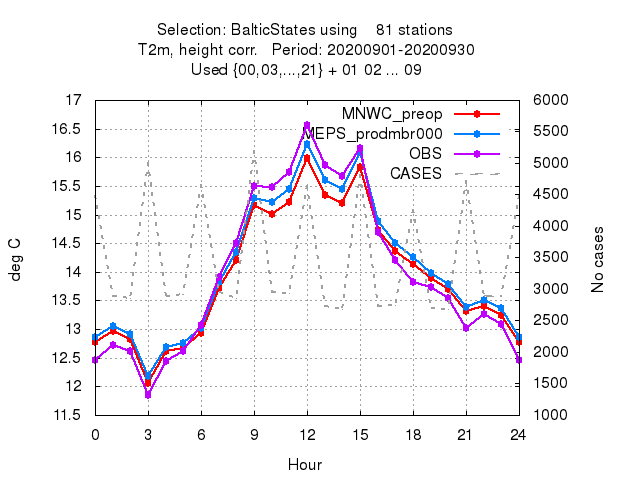 Selection: BalticStates using 81 stations
T2m, height corr. Period: 20200901-20200930
Used {00,03,...,21} + 01 02 ... 09
17
16.5
16
15.5
15
14.5
14
13.5
13
12.5
12
11.5
deg C
MNWC_preop
MEPS_prodmbr000
OBS
CASES
6000
5500
5000
4500
4000
3500
3000
2500
2000
1500
1000
No cases
0 3 6 9 12 15 18 21 24
Hour